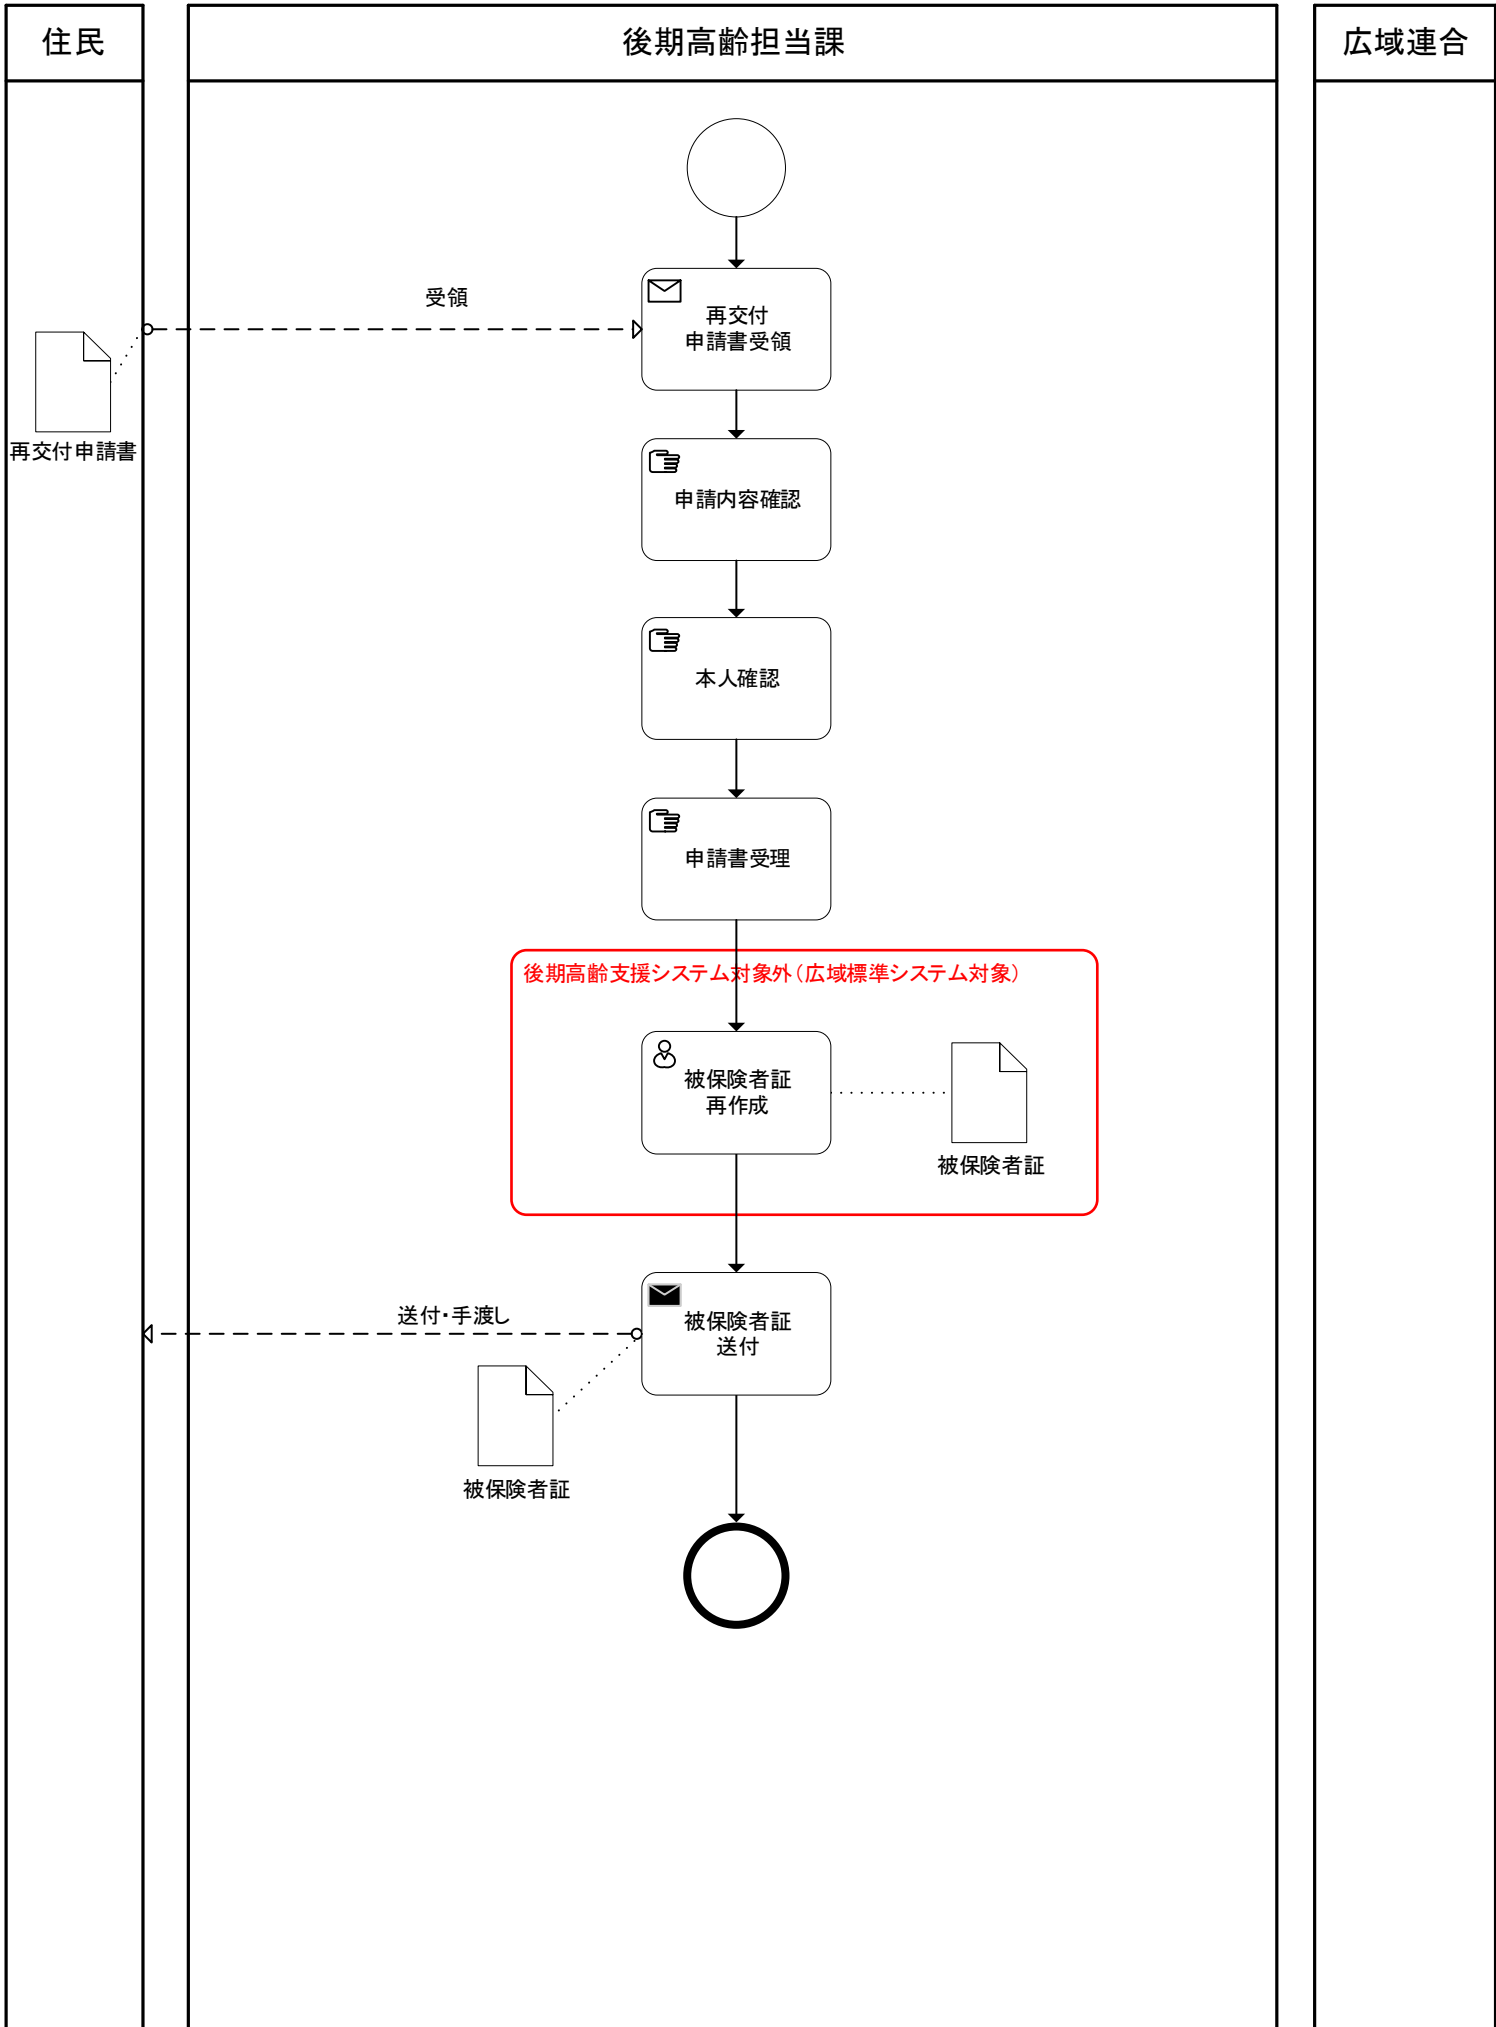 住民
後期高齢担当課
広域連合
受領
再交付
申請書受領
再交付申請書
申請内容確認
本人確認
申請書受理
後期高齢支援システム対象外（広域標準システム対象）
被保険者証
再作成
被保険者証
送付・手渡し
被保険者証
送付
被保険者証